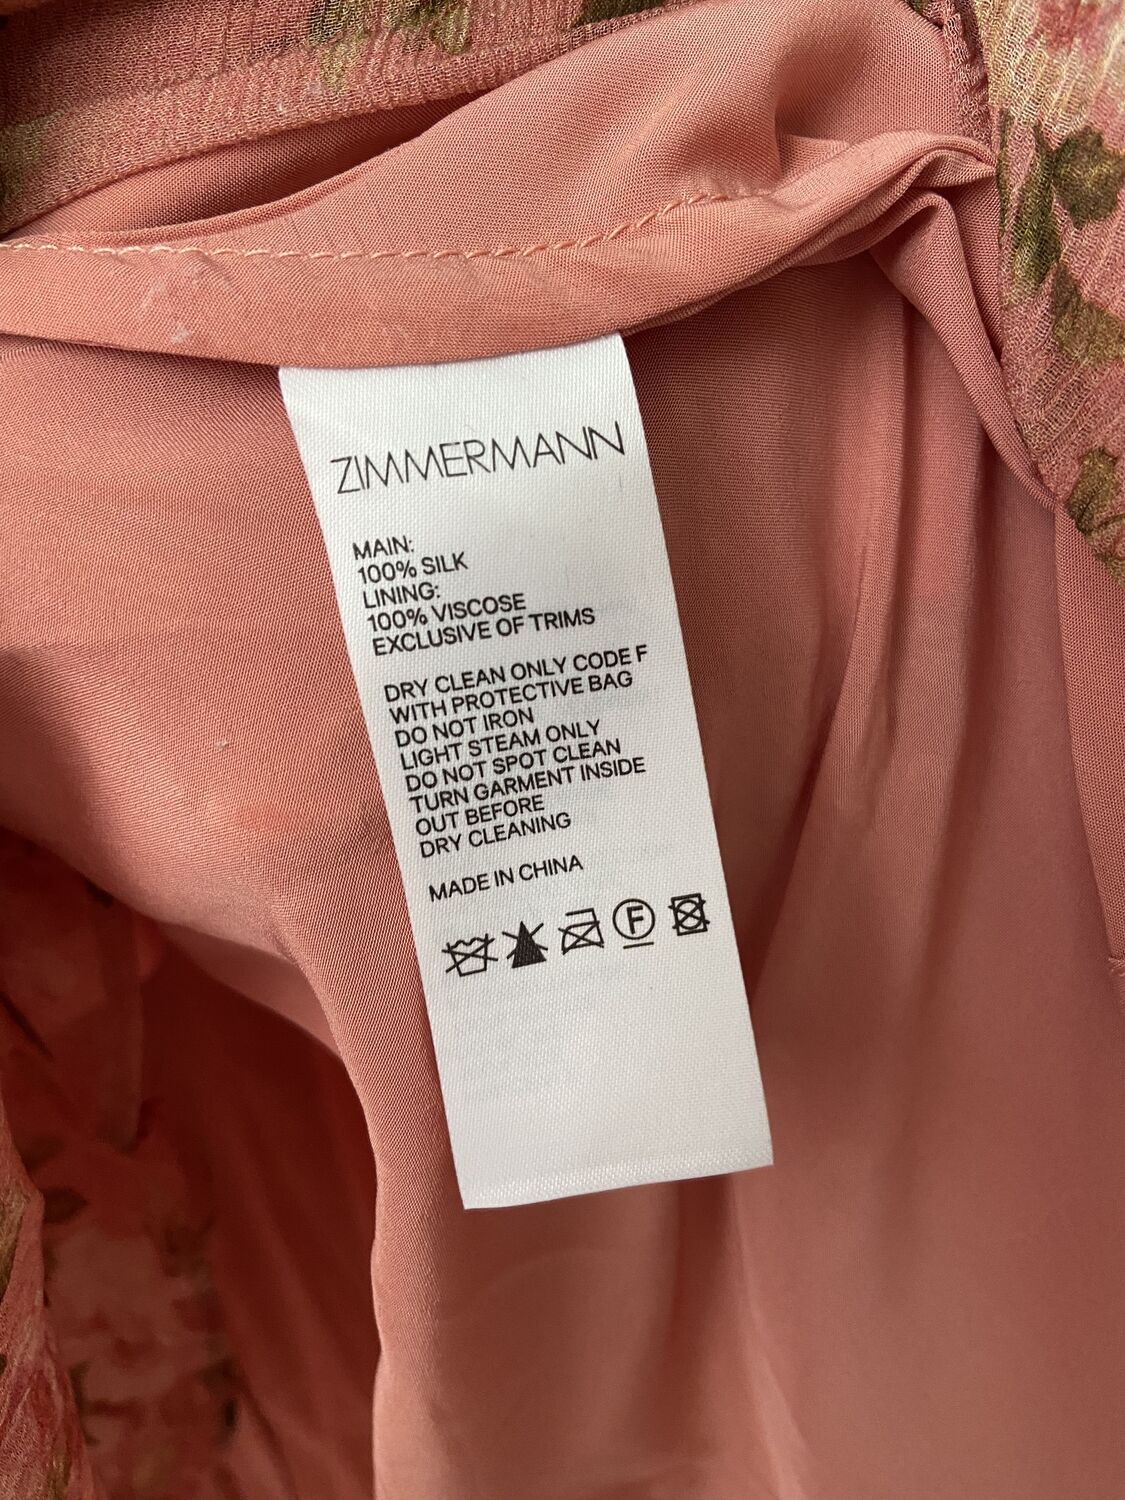 ZIMMERMANN
MAIN:
100% SILK
LINING:
100% VISCOSE
EXCLUSIVE OF TRIMS
DRY CLEAN ONLY CODE F
WITH PROTECTIVE BAG
DO NOT IRON
LIGHT STEAM ONLY
DO NOT SPOT CLEAN
TURN GARMENT INSIDE
OUT BEFORE
DRY CLEANING
MADE IN CHINA
F